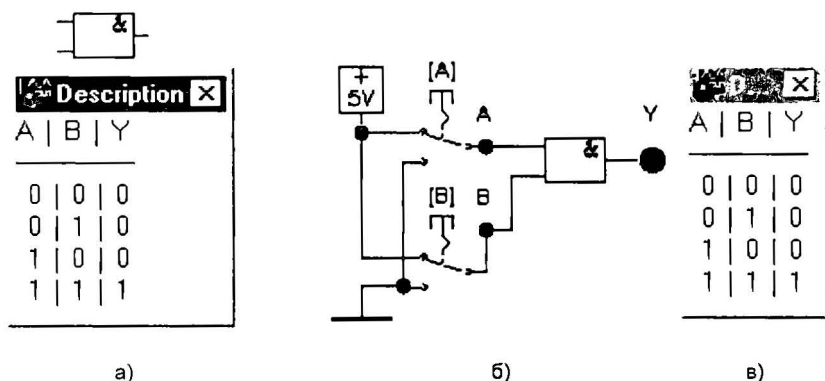 &
Description
A | B | Y
0 | 0 | 0
0 | 1 | 0
1 | 0 | 0
1 | 1 | 1
а)
+
5V
[A]
A
&
Y
[B]
B
б)
D
A | B | Y
0 | 0 | 0
0 | 1 | 0
1 | 0 | 0
1 | 1 | 1
в)